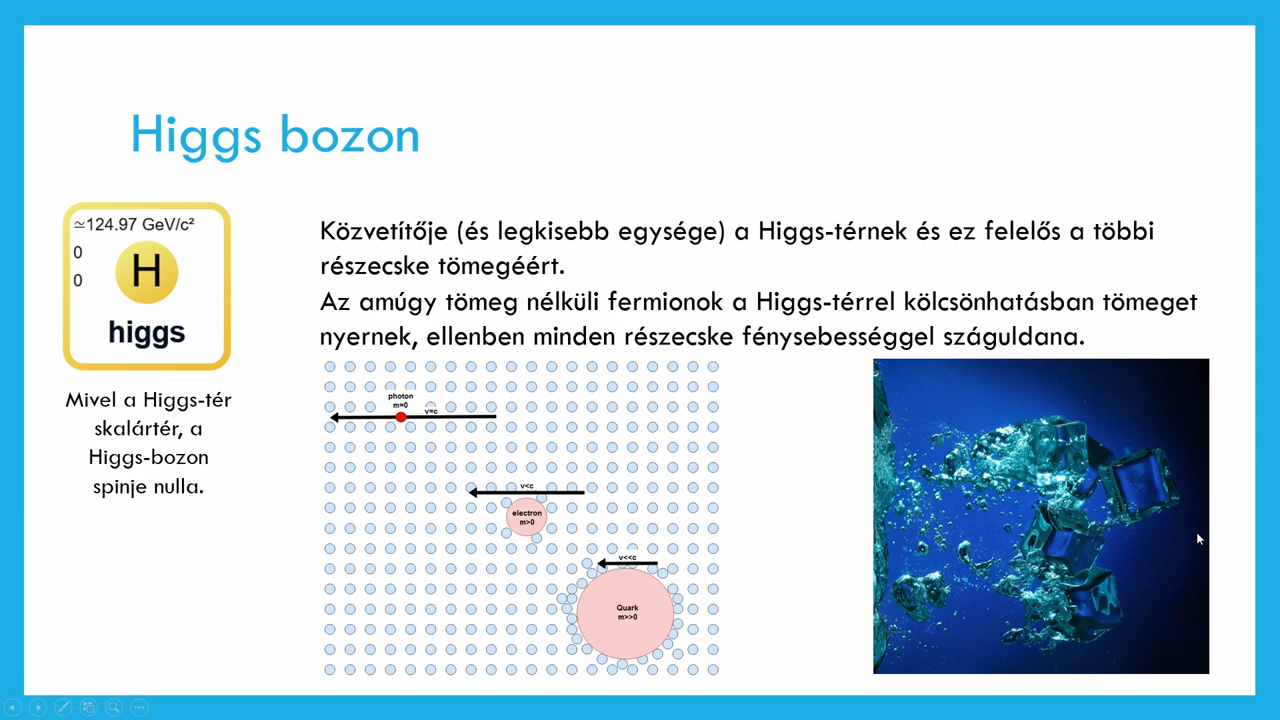 Higgs bozon
≃124.97 GeV/c²
0
0
H
higgs
Mivel a Higgs-tér
skalártér, a
Higgs-bozon
spinje nulla.
Közvetítője (és legkisebb egysége) a Higgs-térnek és ez felelős a többi
részecske tömegéért.
Az amúgy tömeg nélküli fermionok a Higgs-térrel kölcsönhatásban tömeget
nyernek, ellenben minden részecske fénysebességgel száguldana.
photon
m=0
v=c
v<c
electron
m>0
v<<c
Quark
m>>0